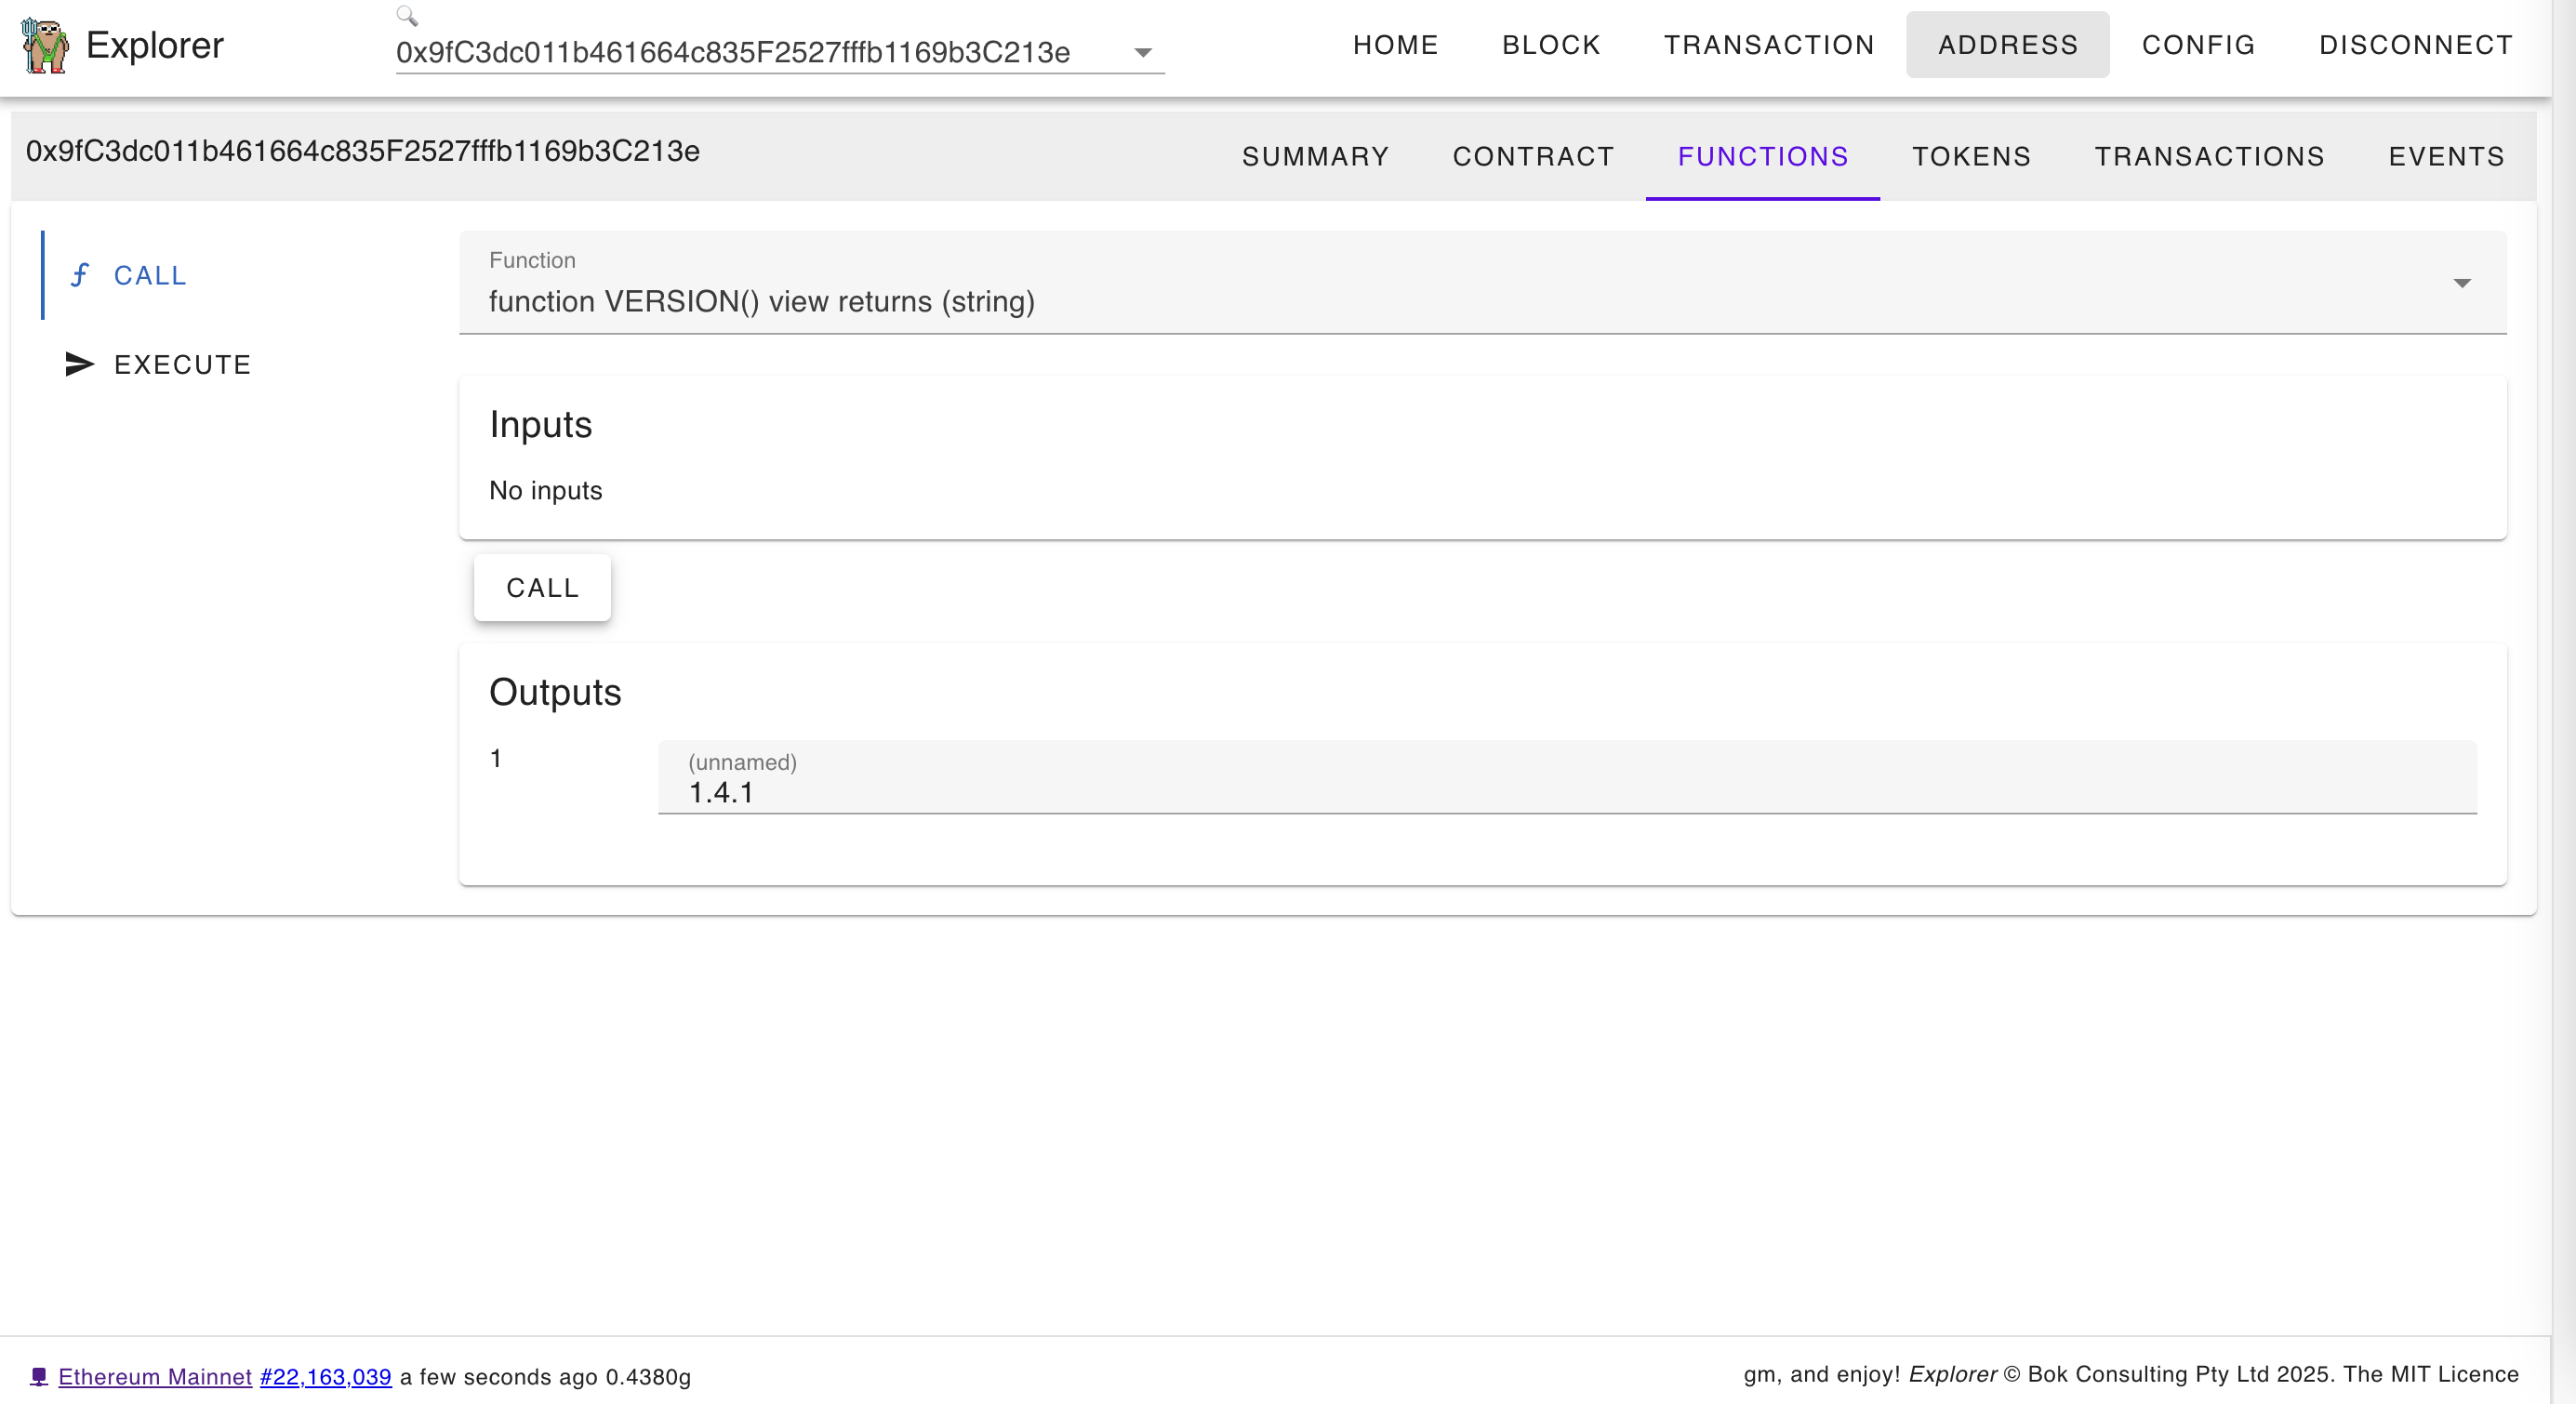 Explorer
0x9fC3dc011b461664c835F2527fffb1169b3C213e
HOME
BLOCK
TRANSACTION
ADDRESS
CONFIG
DISCONNECT
0x9fC3dc011b461664c835F2527fffb1169b3C213e
SUMMARY
CONTRACT
FUNCTIONS
TOKENS
TRANSACTIONS
EVENTS
CALL
EXECUTE
Function
function VERSION() view returns (string)
Inputs
No inputs
CALL
Outputs
1
(unnamed)
1.4.1
Ethereum Mainnet #22,163,039 a few seconds ago 0.4380g
gm, and enjoy! Explorer © Bok Consulting Pty Ltd 2025. The MIT Licence